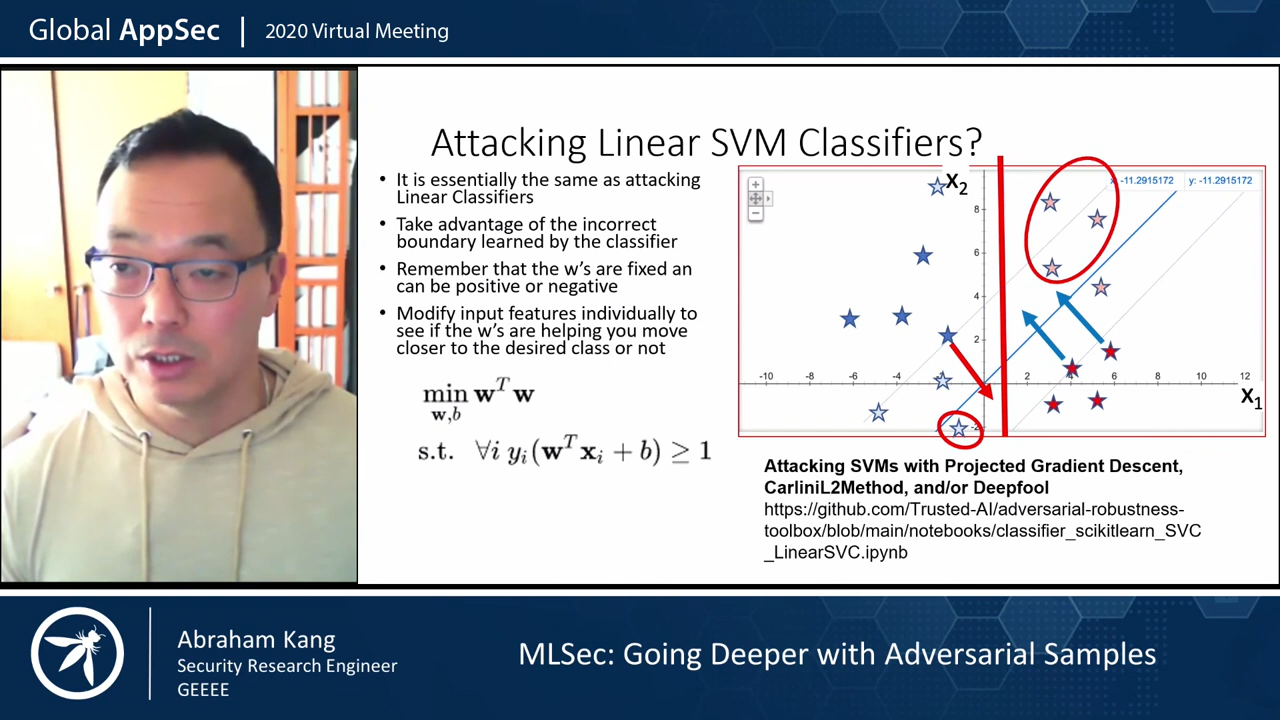 Global AppSec | 2020 Virtual Meeting
Attacking Linear SVM Classifiers?
• It is essentially the same as attacking
Linear Classifiers
• Take advantage of the incorrect
boundary learned by the classifier
• Remember that the w's are fixed an
can be positive or negative
• Modify input features individually to
see if the w's are helping you move
closer to the desired class or not
min w^T w
w,b
s.t. ∀i y_i(w^T x_i + b) ≥ 1
X2
x: -11.2915172 y: -11.2915172
8
6
4
2
-10 -8 -6 -4 -2 2 4 6 8 10 12
X1
-2
Attacking SVMs with Projected Gradient Descent,
CarliniL2Method, and/or Deepfool
https://github.com/Trusted-AI/adversarial-robustness-
toolbox/blob/main/notebooks/classifier_scikitlearn_SVC
_LinearSVC.ipynb
Abraham Kang
Security Research Engineer
GEEEE
MLSec: Going Deeper with Adversarial Samples